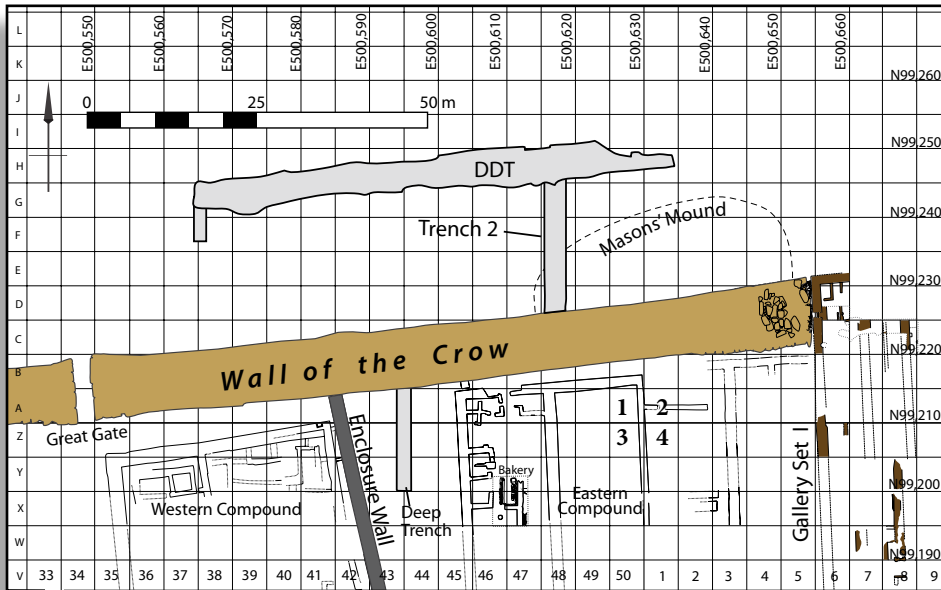 L
K
J
I
H
G
F
E
D
C
B
A
Z
Y
X
W
V
E500,550
E500,560
E500,570
E500,580
E500,590
E500,600
E500,610
E500,620
E500,630
E500,640
E500,650
E500,660
N99,260
N99,250
N99,240
N99,230
N99,220
N99,210
N99,200
N99,190
0 25 50 m
DDT
Trench 2
Masons' Mound
Wall of the Crow
Great Gate
Enclosure Wall
1 2
3 4
Bakery
Western Compound
Deep
Trench
Eastern
Compound
Gallery Set I
33 34 35 36 37 38 39 40 41 42 43 44 45 46 47 48 49 50 1 2 3 4 5 6 7 8 9